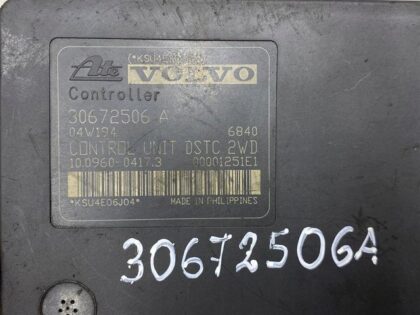 Ate VOLVO
Controller
30672506 A
04W194 6840
CONTROL UNIT DSTC 2WD
10.0960-0417.3 00001251E1
*KSU4E06J04* MADE IN PHILIPPINES
30672506A